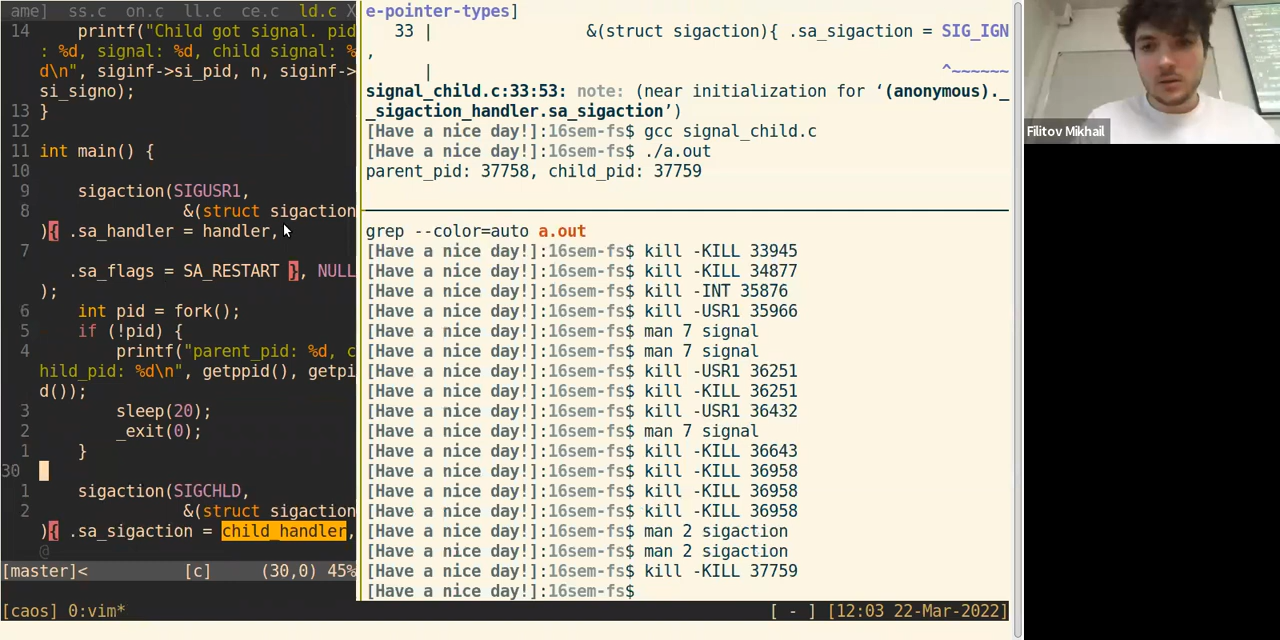 ame] ss.c on.c ll.c ce.c ld.c X
14 printf("Child got signal. pid
: %d, signal: %d, child signal: %
d\n", siginf->si_pid, n, siginf->
si_signo);
13 }
12
11 int main() {
10
9 sigaction(SIGUSR1,
8 &(struct sigaction
){ .sa_handler = handler,
7
.sa_flags = SA_RESTART }, NULL
);
6 int pid = fork();
5 if (!pid) {
4 printf("parent_pid: %d, c
hild_pid: %d\n", getppid(), getpi
d());
3 sleep(20);
2 _exit(0);
1 }
30
1 sigaction(SIGCHLD,
2 &(struct sigaction
){ .sa_sigaction = child_handler,
@
[master]< [c] (30,0) 45%
e-pointer-types]
33 | &(struct sigaction){ .sa_sigaction = SIG_IGN
,
| ^~~~~~~
signal_child.c:33:53: note: (near initialization for ‘(anonymous)._
_sigaction_handler.sa_sigaction’)
[Have a nice day!]:16sem-fs$ gcc signal_child.c
[Have a nice day!]:16sem-fs$ ./a.out
parent_pid: 37758, child_pid: 37759
grep --color=auto a.out
[Have a nice day!]:16sem-fs$ kill -KILL 33945
[Have a nice day!]:16sem-fs$ kill -KILL 34877
[Have a nice day!]:16sem-fs$ kill -INT 35876
[Have a nice day!]:16sem-fs$ kill -USR1 35966
[Have a nice day!]:16sem-fs$ man 7 signal
[Have a nice day!]:16sem-fs$ man 7 signal
[Have a nice day!]:16sem-fs$ kill -USR1 36251
[Have a nice day!]:16sem-fs$ kill -KILL 36251
[Have a nice day!]:16sem-fs$ kill -USR1 36432
[Have a nice day!]:16sem-fs$ man 7 signal
[Have a nice day!]:16sem-fs$ kill -KILL 36643
[Have a nice day!]:16sem-fs$ kill -KILL 36958
[Have a nice day!]:16sem-fs$ kill -KILL 36958
[Have a nice day!]:16sem-fs$ kill -KILL 36958
[Have a nice day!]:16sem-fs$ man 2 sigaction
[Have a nice day!]:16sem-fs$ man 2 sigaction
[Have a nice day!]:16sem-fs$ kill -KILL 37759
[Have a nice day!]:16sem-fs$
[caos] 0:vim* [ - ] [12:03 22-Mar-2022]
Filitov Mikhail